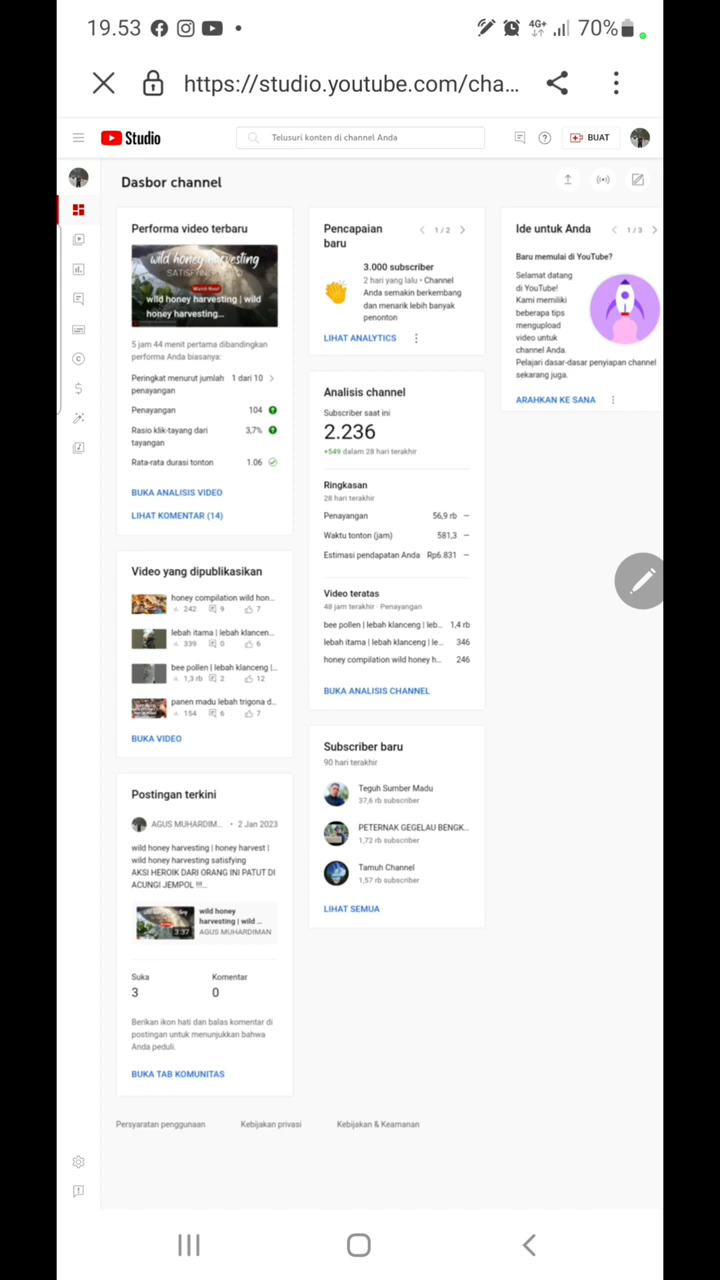 19.53
4G+
70%
https://studio.youtube.com/cha...
Studio
Telusuri konten di channel Anda
BUAT
Dasbor channel
Performa video terbaru
wild honey harvesting
SATISFYING
Watch Now!
wild honey harvesting | wild
honey harvesting...
5 jam 44 menit pertama dibandingkan
performa Anda biasanya:
Peringkat menurut jumlah 1 dari 10
penayangan
Penayangan 104
Rasio klik-tayang dari 3,7%
tayangan
Rata-rata durasi tonton 1.06
BUKA ANALISIS VIDEO
LIHAT KOMENTAR (14)
Video yang dipublikasikan
honey compilation wild hon...
242 9 7
lebah itama | lebah klancen...
339 0 6
bee pollen | lebah klanceng |...
1,3 rb 2 12
panen madu lebah trigona d...
154 6 7
BUKA VIDEO
Postingan terkini
AGUS MUHARDIM... • 2 Jan 2023
wild honey harvesting | honey harvest |
wild honey harvesting satisfying
AKSI HEROIK DARI ORANG INI PATUT DI
ACUNGI JEMPOL !!!...
3:37
wild honey
harvesting | wild ...
AGUS MUHARDIMAN
Suka Komentar
3 0
Berikan ikon hati dan balas komentar di
postingan untuk menunjukkan bahwa
Anda peduli.
BUKA TAB KOMUNITAS
Pencapaian
baru
1 / 2
3.000 subscriber
2 hari yang lalu • Channel
Anda semakin berkembang
dan menarik lebih banyak
penonton
LIHAT ANALYTICS
Analisis channel
Subscriber saat ini
2.236
+549 dalam 28 hari terakhir
Ringkasan
28 hari terakhir
Penayangan 56,9 rb —
Waktu tonton (jam) 581,3 —
Estimasi pendapatan Anda Rp6.831 —
Video teratas
48 jam terakhir · Penayangan
bee pollen | lebah klanceng | leb... 1,4 rb
lebah itama | lebah klanceng | le... 346
honey compilation wild honey h... 246
BUKA ANALISIS CHANNEL
Subscriber baru
90 hari terakhir
Teguh Sumber Madu
37,6 rb subscriber
PETERNAK GEGELAU BENGK...
1,72 rb subscriber
Tamuh Channel
1,57 rb subscriber
LIHAT SEMUA
Ide untuk Anda
1 / 3
Baru memulai di YouTube?
Selamat datang
di YouTube!
Kami memiliki
beberapa tips
mengupload
video untuk
channel Anda.
Pelajari dasar-dasar penyiapan channel
sekarang juga.
ARAHKAN KE SANA
Persyaratan penggunaan Kebijakan privasi Kebijakan & Keamanan